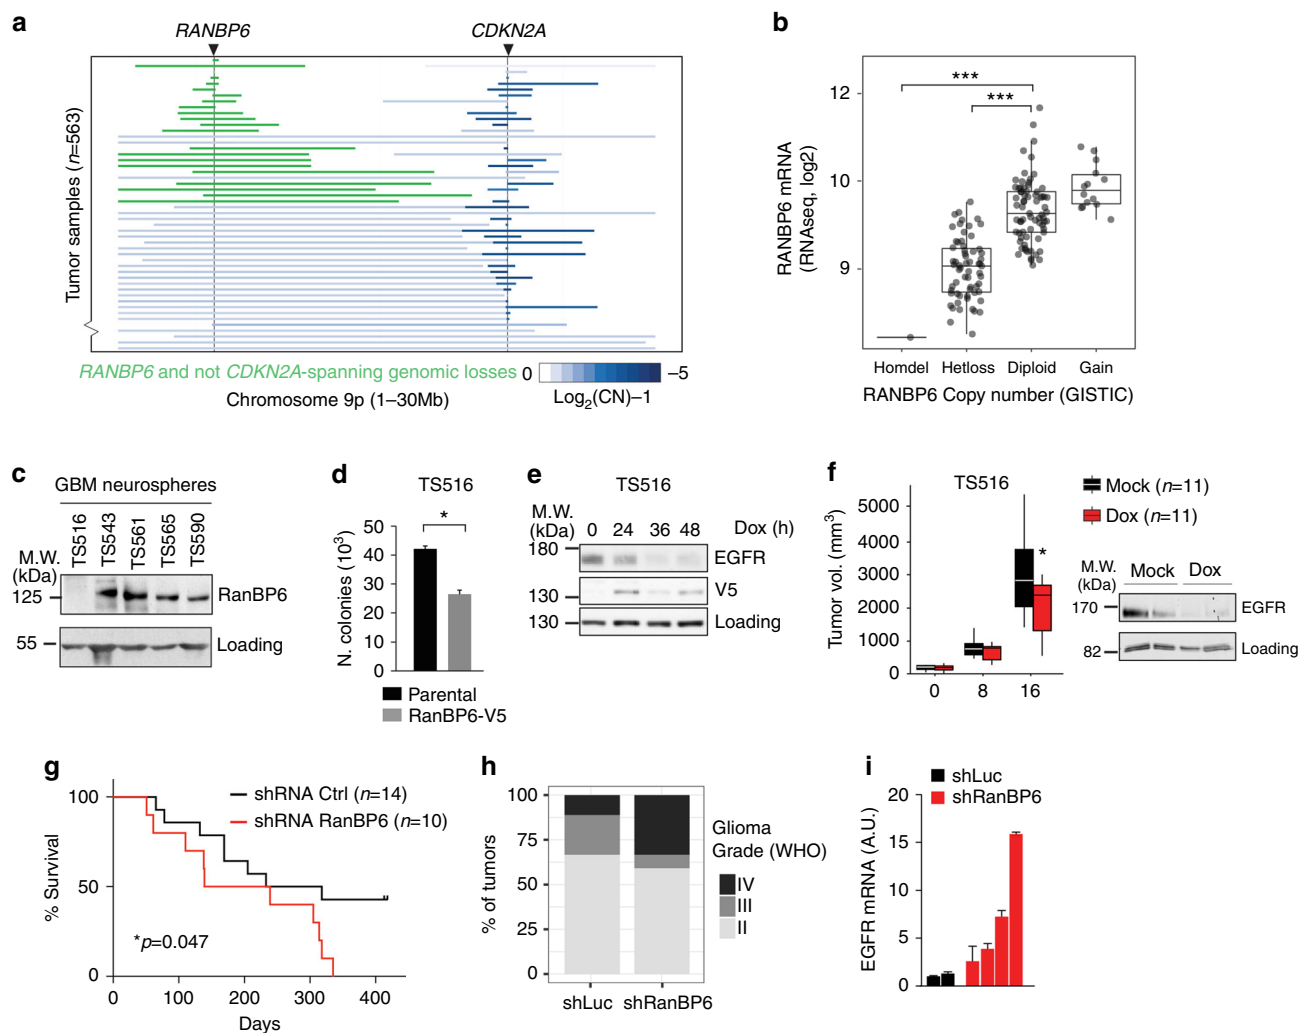 a
RANBP6
CDKN2A
Tumor samples (n=563)
RANBP6 and not CDKN2A-spanning genomic losses
0
–5
Chromosome 9p (1–30Mb)
Log2(CN)–1
b
***
***
12
10
9
RANBP6 mRNA
(RNAseq, log2)
Homdel
Hetloss
Diploid
Gain
RANBP6 Copy number (GISTIC)
c
GBM neurospheres
TS516
TS543
TS561
TS565
TS590
M.W.
(kDa)
125
RanBP6
55
Loading
d
TS516
*
50
40
30
20
10
0
N. colonies (10³)
Parental
RanBP6-V5
e
TS516
M.W.
(kDa)
0 24 36 48 Dox (h)
180
EGFR
130
V5
130
Loading
f
TS516
5000
4000
3000
2000
1000
0
Tumor vol. (mm³)
*
0 8 16
Mock (n=11)
Dox (n=11)
M.W.
(kDa)
Mock Dox
170
EGFR
82
Loading
g
100
50
0
% Survival
shRNA Ctrl (n=14)
shRNA RanBP6 (n=10)
*p=0.047
0 100 200 300 400
Days
h
100
75
50
25
0
% of tumors
shLuc shRanBP6
Glioma
Grade (WHO)
IV
III
II
i
shLuc
shRanBP6
20
15
10
5
0
EGFR mRNA (A.U.)